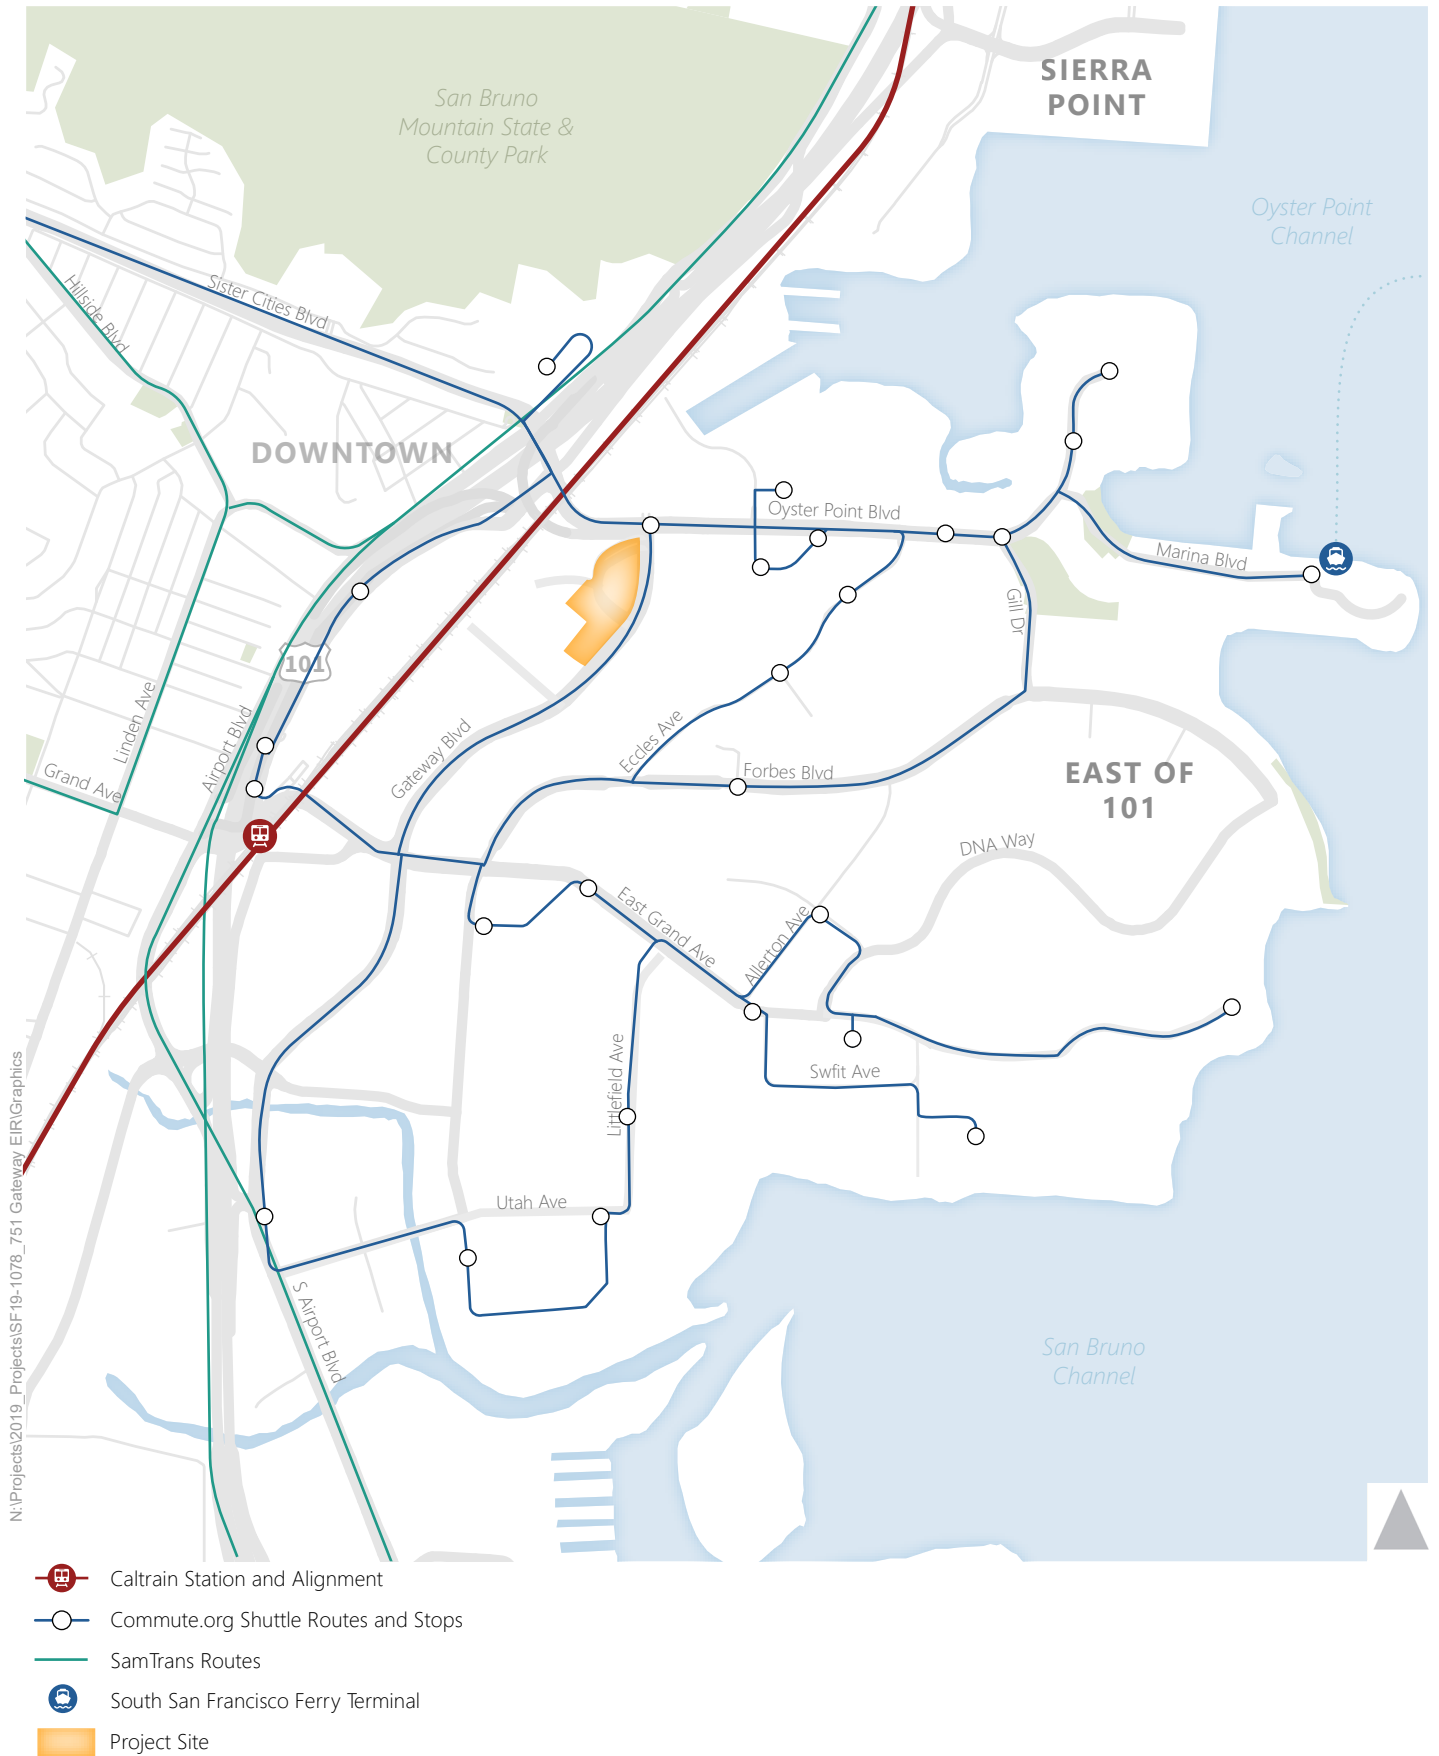 SIERRA
POINT
San Bruno
Mountain State &
County Park
Oyster Point
Channel
Sister Cities Blvd
Hillside Blvd
DOWNTOWN
Oyster Point Blvd
Marina Blvd
Gill Dr
101
Linden Ave
Airport Blvd
Grand Ave
Gateway Blvd
Eccles Ave
Forbes Blvd
EAST OF
101
DNA Way
East Grand Ave
Allerton Ave
Littlefield Ave
Swfit Ave
Utah Ave
S Airport Blvd
San Bruno
Channel
N:\Projects\2019_Projects\SF19-1078_751 Gateway EIR\Graphics
Caltrain Station and Alignment
Commute.org Shuttle Routes and Stops
SamTrans Routes
South San Francisco Ferry Terminal
Project Site